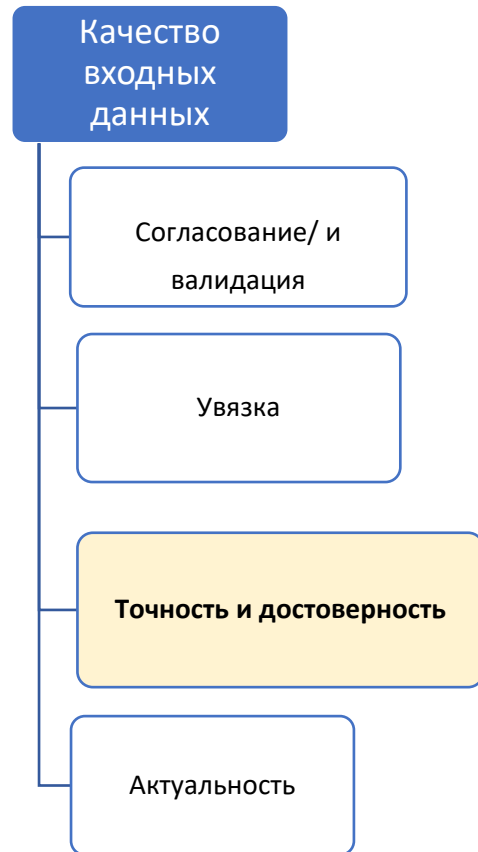 Качество
входных
данных
Согласование/ и
валидация
Увязка
Точность и достоверность
Актуальность